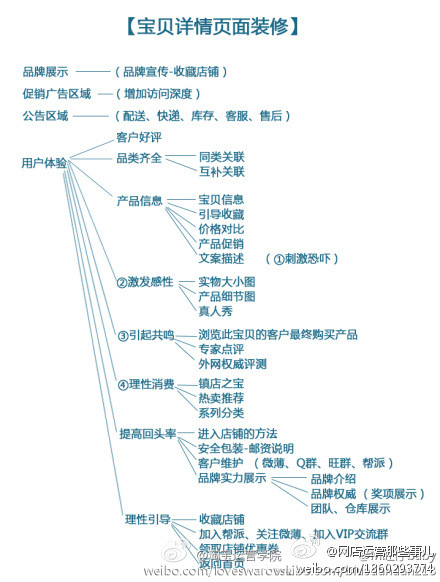 【宝贝详情页面装修】
品牌展示 （品牌宣传-收藏店铺）
促销广告区域 （增加访问深度）
公告区域 （配送、快递、库存、客服、售后）
用户体验
客户好评
品类齐全
同类关联
互补关联
产品信息
宝贝信息
引导收藏
价格对比
产品促销
文案描述 （①刺激恐吓）
②激发感性
实物大小图
产品细节图
真人秀
③引起共鸣
浏览此宝贝的客户最终购买产品
专家点评
外网权威评测
④理性消费
镇店之宝
热卖推荐
系列分类
提高回头率
进入店铺的方法
安全包装-邮资说明
客户维护 （微薄、Q群、旺群、帮派）
品牌实力展示
品牌介绍
品牌权威（奖项展示）
团队、仓库展示
理性引导
收藏店铺
加入帮派、关注微薄、加入VIP交流群
领取店铺优惠券
返回首页
@淘宝运营学院
@网店运营那些事儿
weibo.com/1860293774